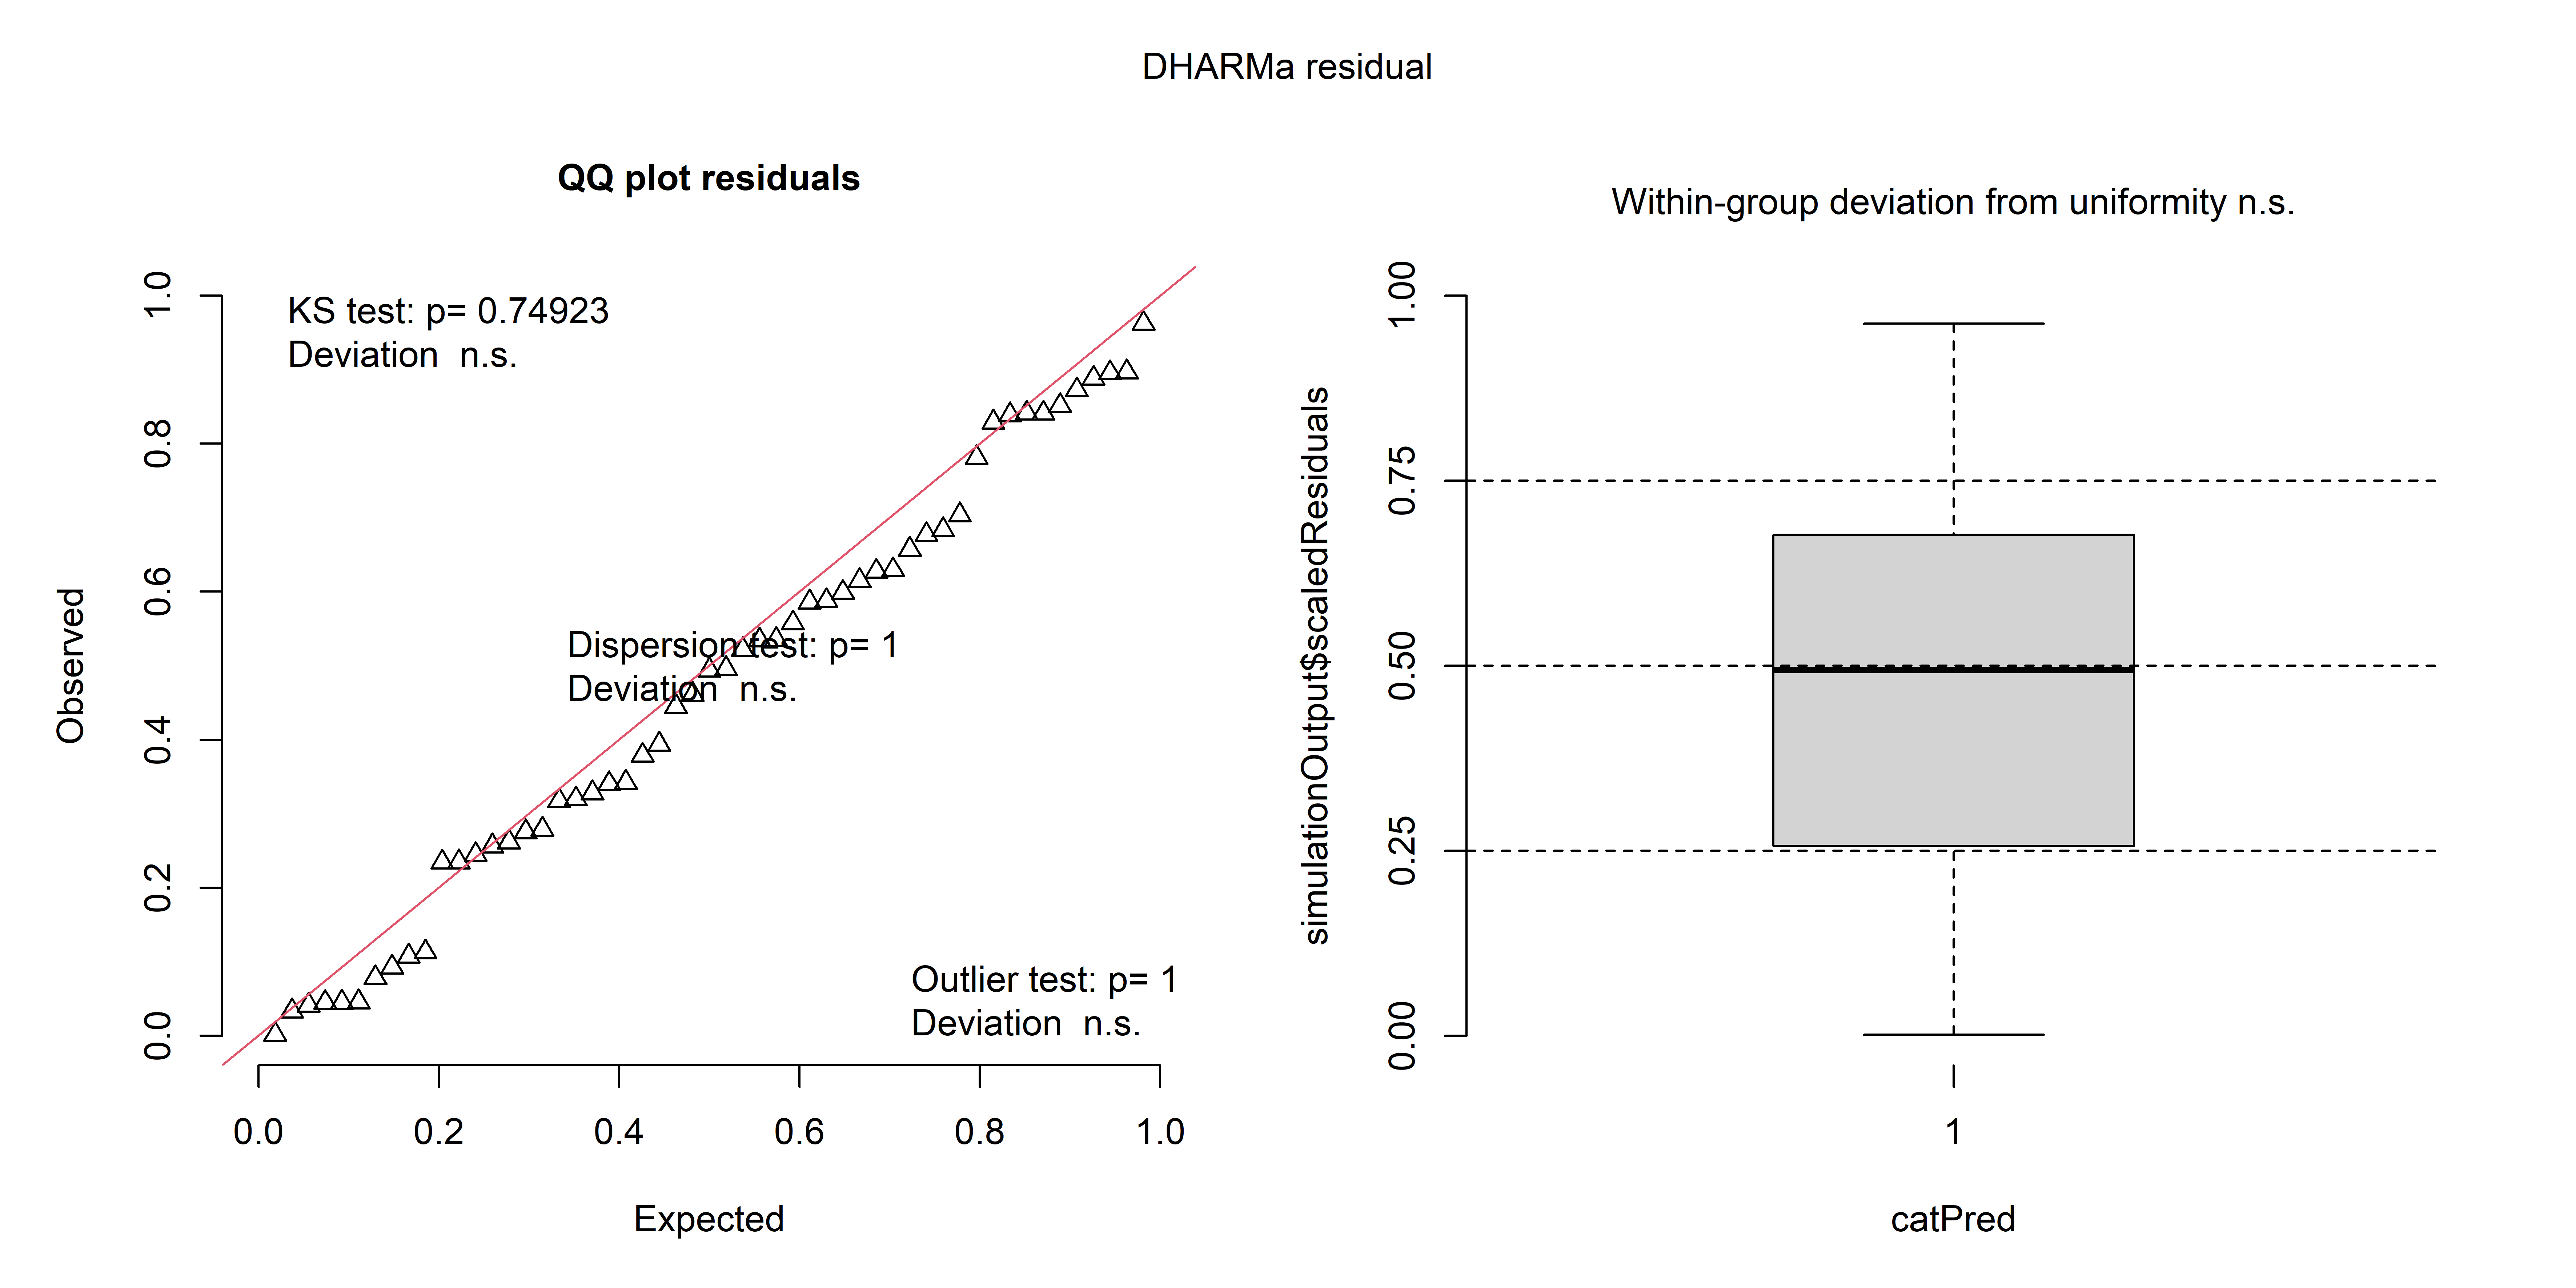 DHARMa residual
QQ plot residuals
KS test: p= 0.74923
Deviation  n.s.
Dispersion test: p= 1
Deviation  n.s.
Outlier test: p= 1
Deviation  n.s.
Observed
1.0
0.8
0.6
0.4
0.2
0.0
0.0 0.2 0.4 0.6 0.8 1.0
Expected
Within-group deviation from uniformity n.s.
simulationOutput$scaledResiduals
1.00
0.75
0.50
0.25
0.00
1
catPred